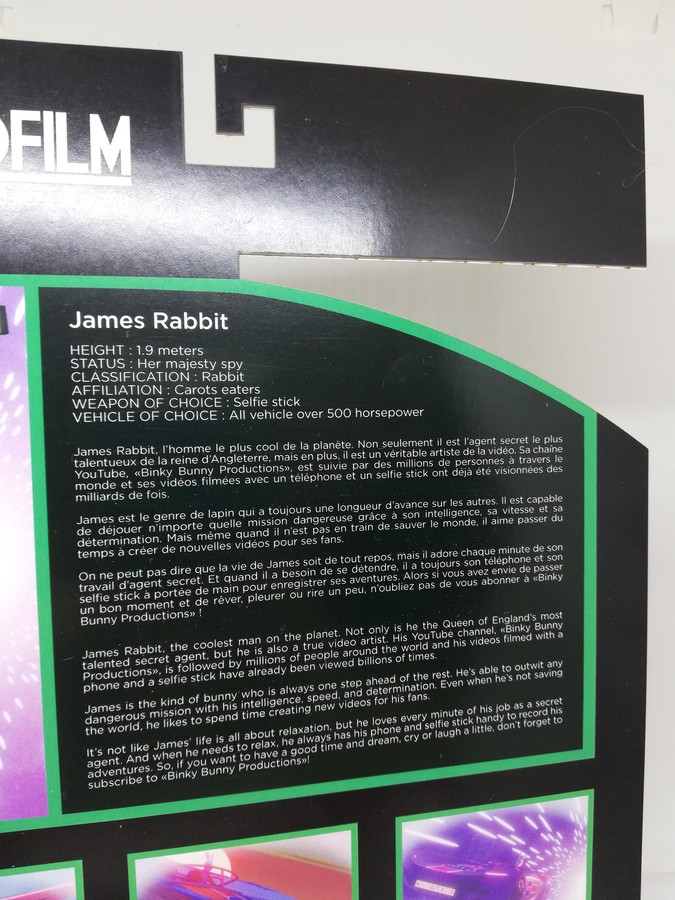 FILM
James Rabbit
HEIGHT : 1.9 meters
STATUS : Her majesty spy
CLASSIFICATION : Rabbit
AFFILIATION : Carots eaters
WEAPON OF CHOICE : Selfie stick
VEHICLE OF CHOICE : All vehicle over 500 horsepower
James Rabbit, l'homme le plus cool de la planète. Non seulement il est l'agent secret le plus
talentueux de la reine d'Angleterre, mais en plus, il est un véritable artiste de la vidéo. Sa chaîne
YouTube, «Binky Bunny Productions», est suivie par des millions de personnes à travers le
monde et ses vidéos filmées avec un téléphone et un selfie stick ont déjà été visionnées des
milliards de fois.
James est le genre de lapin qui a toujours une longueur d'avance sur les autres. Il est capable
de déjouer n'importe quelle mission dangereuse grâce à son intelligence, sa vitesse et sa
détermination. Mais même quand il n'est pas en train de sauver le monde, il aime passer du
temps à créer de nouvelles vidéos pour ses fans.
On ne peut pas dire que la vie de James soit de tout repos, mais il adore chaque minute de son
travail d'agent secret. Et quand il a besoin de se détendre, il a toujours son téléphone et son
selfie stick à portée de main pour enregistrer ses aventures. Alors si vous avez envie de passer
un bon moment et de rêver, pleurer ou rire un peu, n'oubliez pas de vous abonner à «Binky
Bunny Productions» !
James Rabbit, the coolest man on the planet. Not only is he the Queen of England's most
talented secret agent, but he is also a true video artist. His YouTube channel, «Binky Bunny
Productions», is followed by millions of people around the world and his videos filmed with a
phone and a selfie stick have already been viewed billions of times.
James is the kind of bunny who is always one step ahead of the rest. He's able to outwit any
dangerous mission with his intelligence, speed, and determination. Even when he's not saving
the world, he likes to spend time creating new videos for his fans.
It's not like James' life is all about relaxation, but he loves every minute of his job as a secret
agent. And when he needs to relax, he always has his phone and selfie stick handy to record his
adventures. So, if you want to have a good time and dream, cry or laugh a little, don't forget to
subscribe to «Binky Bunny Productions»!